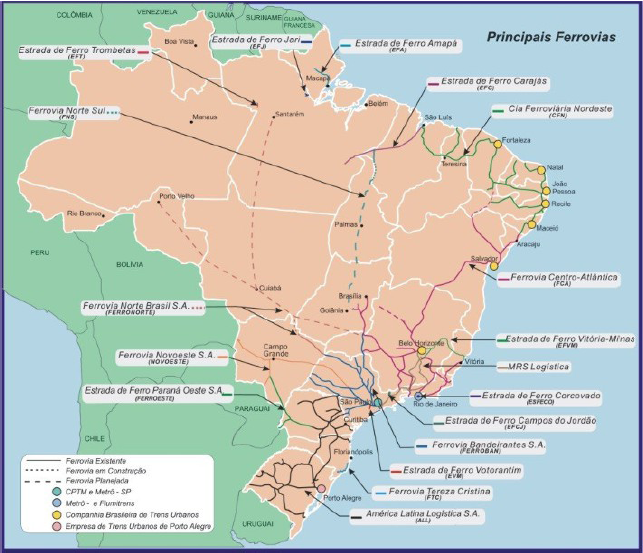 COLÔMBIA
VENEZUELA
GUIANA
SURINAME
GUIANA
FRANCESA
Principais Ferrovias
Estrada de Ferro Trombetas
(EFT)
Boa Vista
Estrada de Ferro Jari
(EFJ)
Estrada de Ferro Amapá
(EFA)
Macapá
Estrada de Ferro Carajás
(EFC)
Ferrovia Norte Sul
(FNS)
Manaus
Santarém
Belém
São Luís
Cia Ferroviária Nordeste
(CFN)
Fortaleza
Teresina
Natal
João
Pessoa
Recife
Maceió
Aracaju
Porto Velho
Rio Branco
Palmas
PERU
BOLÍVIA
Salvador
Ferrovia Centro-Atlântica
(FCA)
Cuiabá
Brasília
Goiânia
Ferrovia Norte Brasil S.A.
(FERRONORTE)
Belo Horizonte
Estrada de Ferro Vitória-Minas
(EFVM)
Ferrovia Novoeste S.A.
(NOVOESTE)
Campo
Grande
Vitória
MRS Logística
Estrada de Ferro Paraná Oeste S.A.
(FERROESTE)
São Paulo
Rio de Janeiro
Estrada de Ferro Corcovado
(ESFECO)
PARAGUAI
Curitiba
Estrada de Ferro Campos do Jordão
(EFCJ)
CHILE
Ferrovia Bandeirantes S.A.
(FERROBAN)
Florianópolis
Estrada de Ferro Votorantim
(EVM)
Ferrovia Tereza Cristina
(FTC)
Porto Alegre
América Latina Logística S.A.
(ALL)
ARGENTINA
URUGUAI
Ferrovia Existente
Ferrovia em Construção
Ferrovia Planejada
CPTM e Metrô - SP
Metrô - e Flumitrens
Companhia Brasileira de Trens Urbanos
Empresa de Trens Urbanos de Porto Alegre